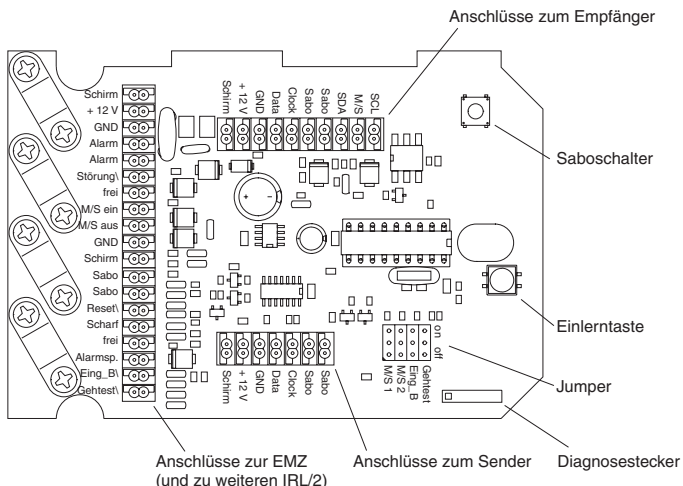 Anschlüsse zum Empfänger
Schirm
+ 12 V
GND
Data
Clock
Sabo
Sabo
SDA
M/S
SCL
Schirm
+ 12 V
GND
Alarm
Alarm
Störung\
frei
M/S ein
M/S aus
GND
Schirm
Sabo
Sabo
Reset\
Scharf
frei
Alarmsp.
Eing_B\
Gehtest\
+
−
Saboschalter
Einlerntaste
on
off
M/S 1
M/S 2
Eing_B
Gehtest
Jumper
Schirm
+ 12 V
GND
Data
Clock
Sabo
Sabo
Anschlüsse zur EMZ
(und zu weiteren IRL/2)
Anschlüsse zum Sender
Diagnosestecker